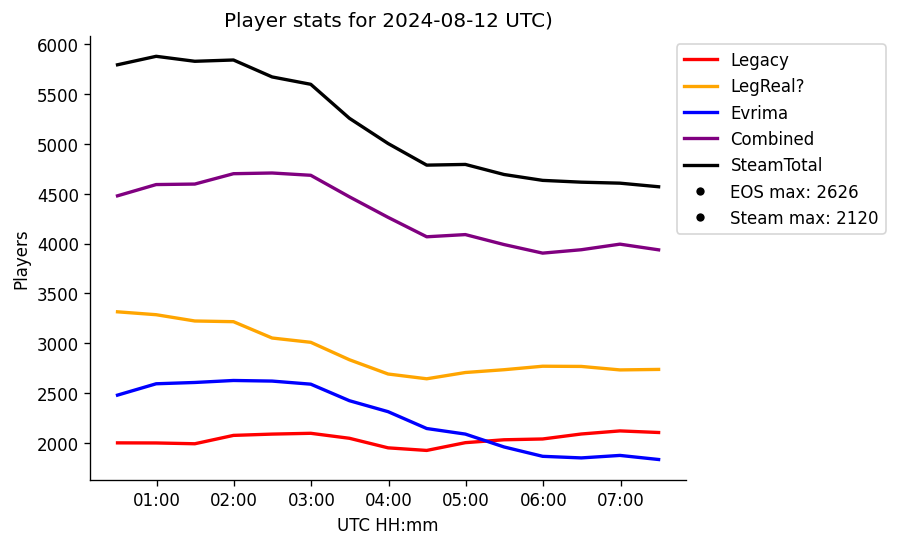 Player stats for 2024-08-12 UTC)
6000
5500
5000
4500
4000
3500
3000
2500
2000
Players
01:00 02:00 03:00 04:00 05:00 06:00 07:00
UTC HH:mm
Legacy
LegReal?
Evrima
Combined
SteamTotal
EOS max: 2626
Steam max: 2120